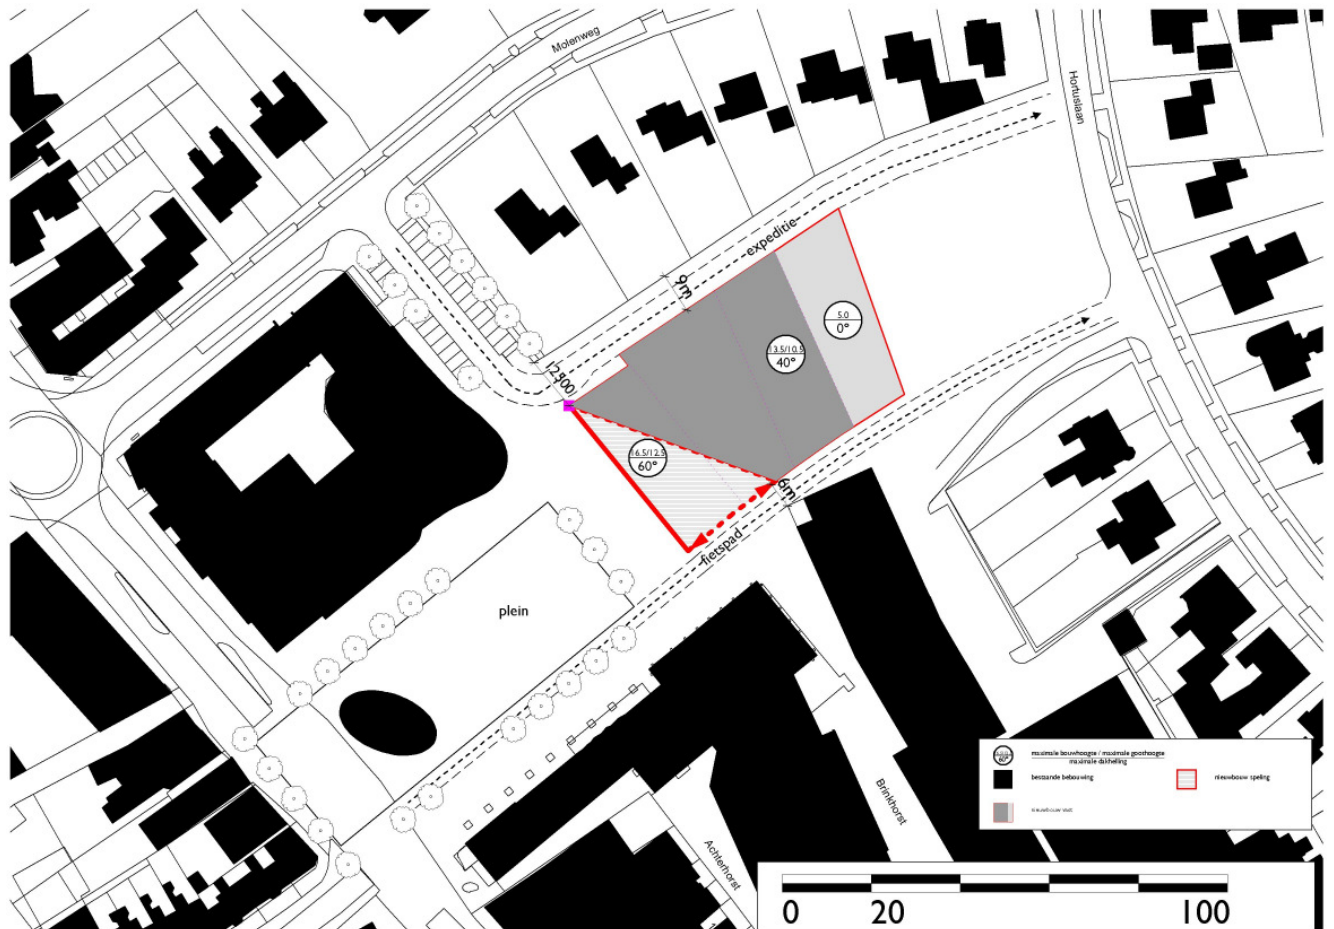 Molenweg
Hortuslaan
expeditie
9m
5.0
0°
13.5/10.5
40°
12500
16.5/12.5
60°
6m
fietspad
plein
60°
maximale bouwhoogte / maximale goothoogte
maximale dakhelling
bestaande bebouwing
nieuwbouw speling
Brinkhorst
Achterhorst
0 20 100